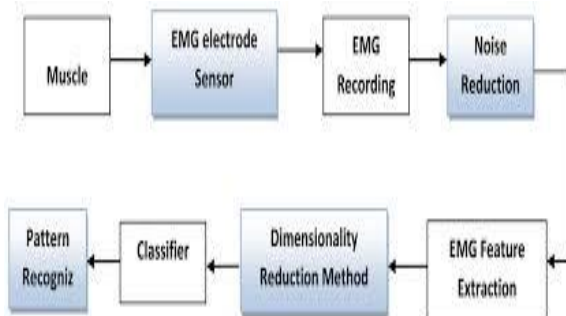 Muscle
EMG electrode
Sensor
EMG
Recording
Noise
Reduction
EMG Feature
Extraction
Dimensionality
Reduction Method
Classifier
Pattern
Recogniz